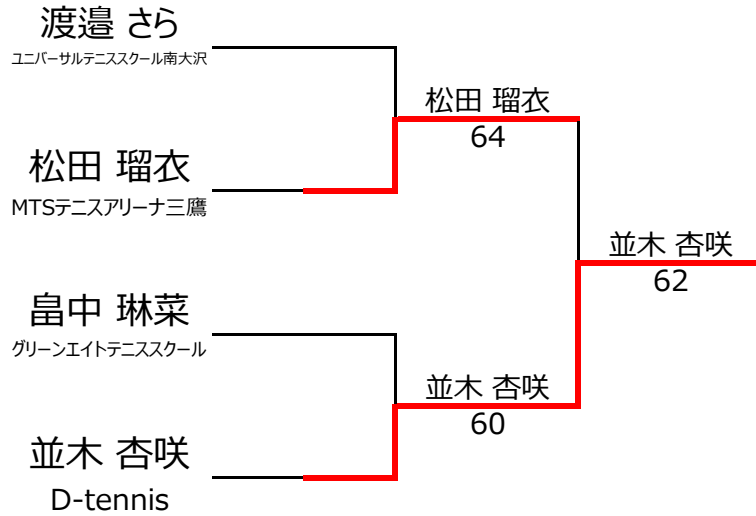 渡邉 さら
ユニバーサルテニススクール南大沢
松田 瑠衣
64
松田 瑠衣
MTSテニスアリーナ三鷹
並木 杏咲
62
畠中 琳菜
グリーンエイトテニススクール
並木 杏咲
60
並木 杏咲
D-tennis